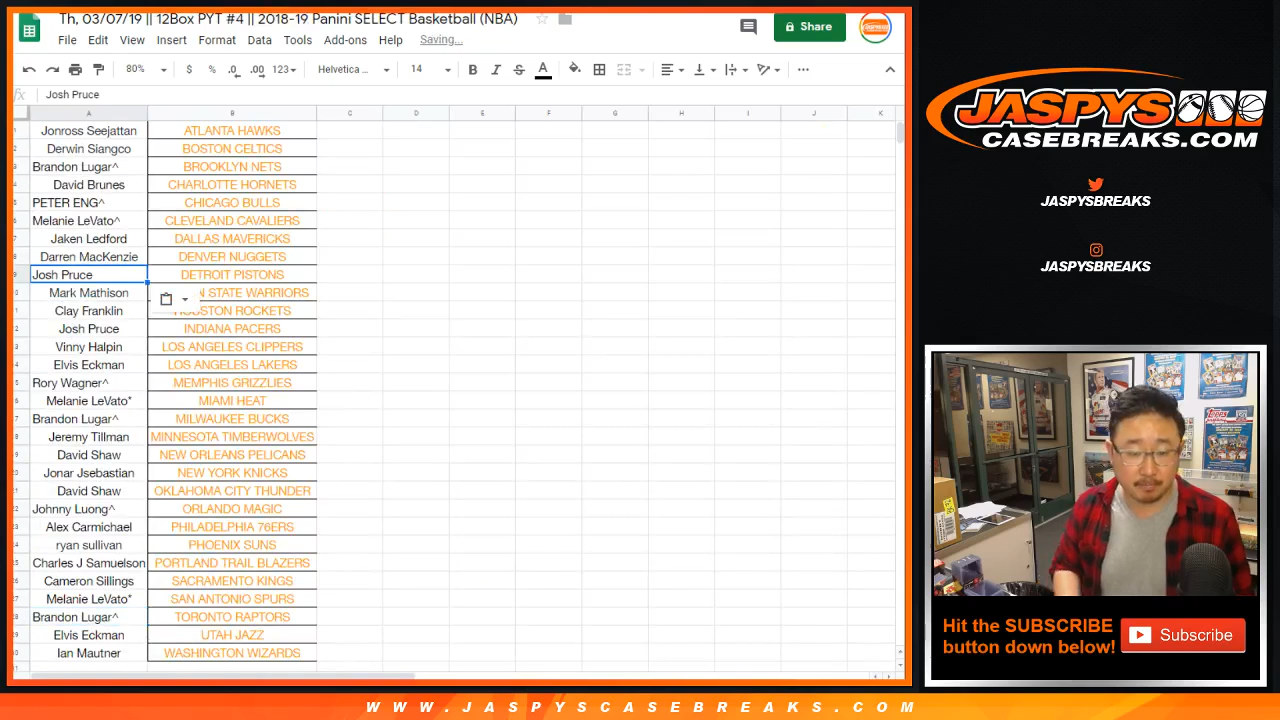 Th, 03/07/19 || 12Box PYT #4 || 2018-19 Panini SELECT Basketball (NBA)
File Edit View Insert Format Data Tools Add-ons Help Saving...
Share
80% $ % .0 .00 123 Helvetica ... 14 B I S A
fx Josh Pruce
A B C D E F G H I J K
Jonross Seejattan ATLANTA HAWKS
Derwin Siangco BOSTON CELTICS
Brandon Lugar^ BROOKLYN NETS
David Brunes CHARLOTTE HORNETS
PETER ENG^ CHICAGO BULLS
Melanie LeVato^ CLEVELAND CAVALIERS
Jaken Ledford DALLAS MAVERICKS
Darren MacKenzie DENVER NUGGETS
Josh Pruce DETROIT PISTONS
Mark Mathison N STATE WARRIORS
Clay Franklin HOUSTON ROCKETS
Josh Pruce INDIANA PACERS
Vinny Halpin LOS ANGELES CLIPPERS
Elvis Eckman LOS ANGELES LAKERS
Rory Wagner^ MEMPHIS GRIZZLIES
Melanie LeVato* MIAMI HEAT
Brandon Lugar^ MILWAUKEE BUCKS
Jeremy Tillman MINNESOTA TIMBERWOLVES
David Shaw NEW ORLEANS PELICANS
Jonar Jsebastian NEW YORK KNICKS
David Shaw OKLAHOMA CITY THUNDER
Johnny Luong^ ORLANDO MAGIC
Alex Carmichael PHILADELPHIA 76ERS
ryan sullivan PHOENIX SUNS
Charles J Samuelson PORTLAND TRAIL BLAZERS
Cameron Sillings SACRAMENTO KINGS
Melanie LeVato* SAN ANTONIO SPURS
Brandon Lugar^ TORONTO RAPTORS
Elvis Eckman UTAH JAZZ
Ian Mautner WASHINGTON WIZARDS
JASPYS
CASEBREAKS.COM
JASPYSBREAKS
JASPYSBREAKS
Topps
Hit the SUBSCRIBE
button down below!
Subscribe
WWW.JASPYSCASEBREAKS.COM